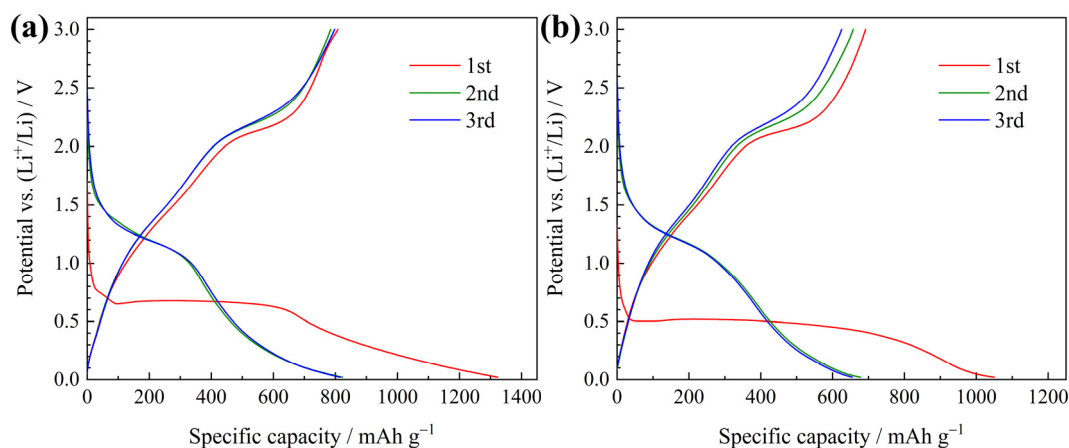 (a)
Potential vs. (Li⁺/Li) / V
3.0
2.5
2.0
1.5
1.0
0.5
0.0
1st
2nd
3rd
0 200 400 600 800 1000 1200 1400
Specific capacity / mAh g⁻¹
(b)
Potential vs. (Li⁺/Li) / V
3.0
2.5
2.0
1.5
1.0
0.5
0.0
1st
2nd
3rd
0 200 400 600 800 1000 1200
Specific capacity / mAh g⁻¹